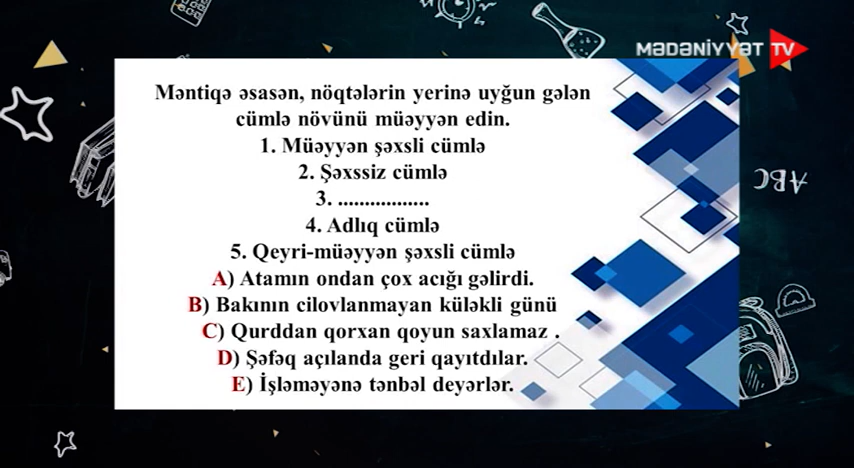 MƏDƏNİYYƏT TV
Məntiqə əsasən, nöqtələrin yerinə uyğun gələn
cümlə növünü müəyyən edin.
1. Müəyyən şəxsli cümlə
2. Şəxssiz cümlə
3. .................
4. Adlıq cümlə
5. Qeyri-müəyyən şəxsli cümlə
A) Atamın ondan çox acığı gəlirdi.
B) Bakının cilovlanmayan küləkli günü
C) Qurddan qorxan qoyun saxlamaz .
D) Şəfəq açılanda geri qayıtdılar.
E) İşləməyənə tənbəl deyərlər.
ABC